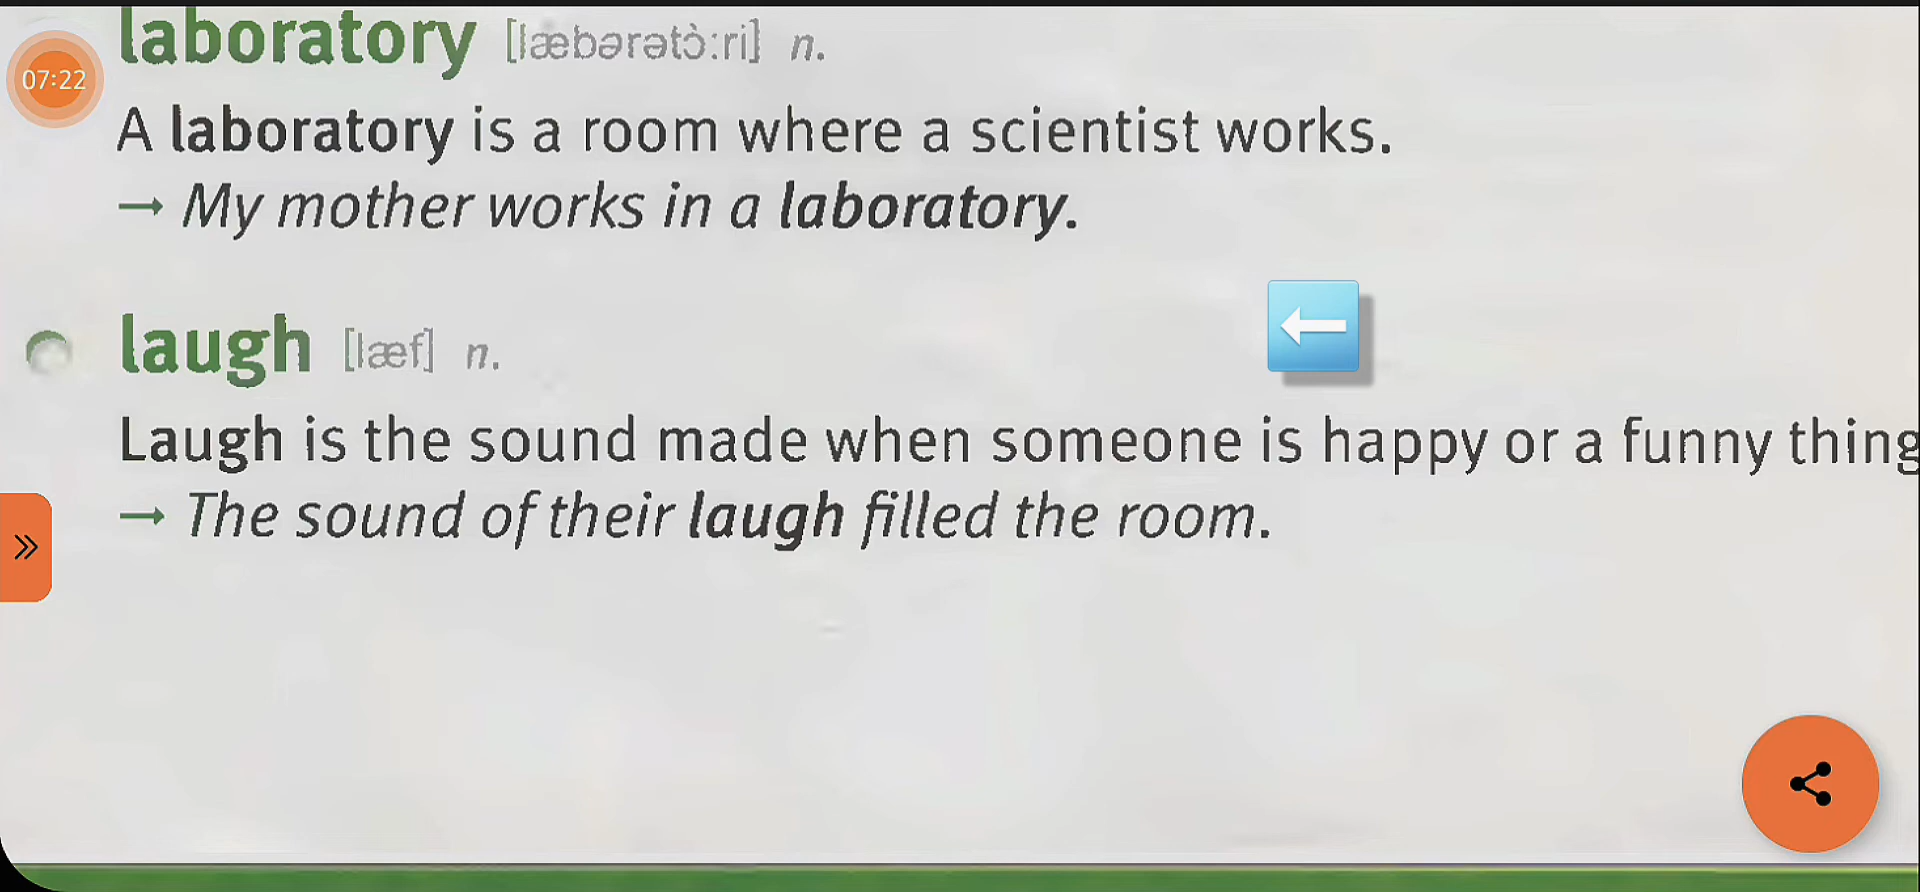 laboratory [læbərətɔ̀:ri] n.
07:22
A laboratory is a room where a scientist works.
→ My mother works in a laboratory.
laugh [læf] n.
Laugh is the sound made when someone is happy or a funny thing
→ The sound of their laugh filled the room.